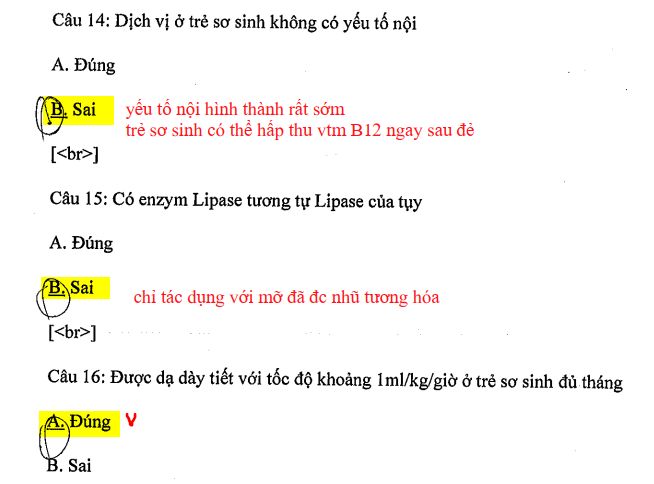 Câu 14: Dịch vị ở trẻ sơ sinh không có yếu tố nội
A. Đúng
B. Sai
yếu tố nội hình thành rất sớm
trẻ sơ sinh có thể hấp thu vtm B12 ngay sau đẻ
[<br>]
Câu 15: Có enzym Lipase tương tự Lipase của tụy
A. Đúng
B. Sai
chỉ tác dụng với mỡ đã đc nhũ tương hóa
[<br>]
Câu 16: Được dạ dày tiết với tốc độ khoảng 1ml/kg/giờ ở trẻ sơ sinh đủ tháng
A. Đúng V
B. Sai